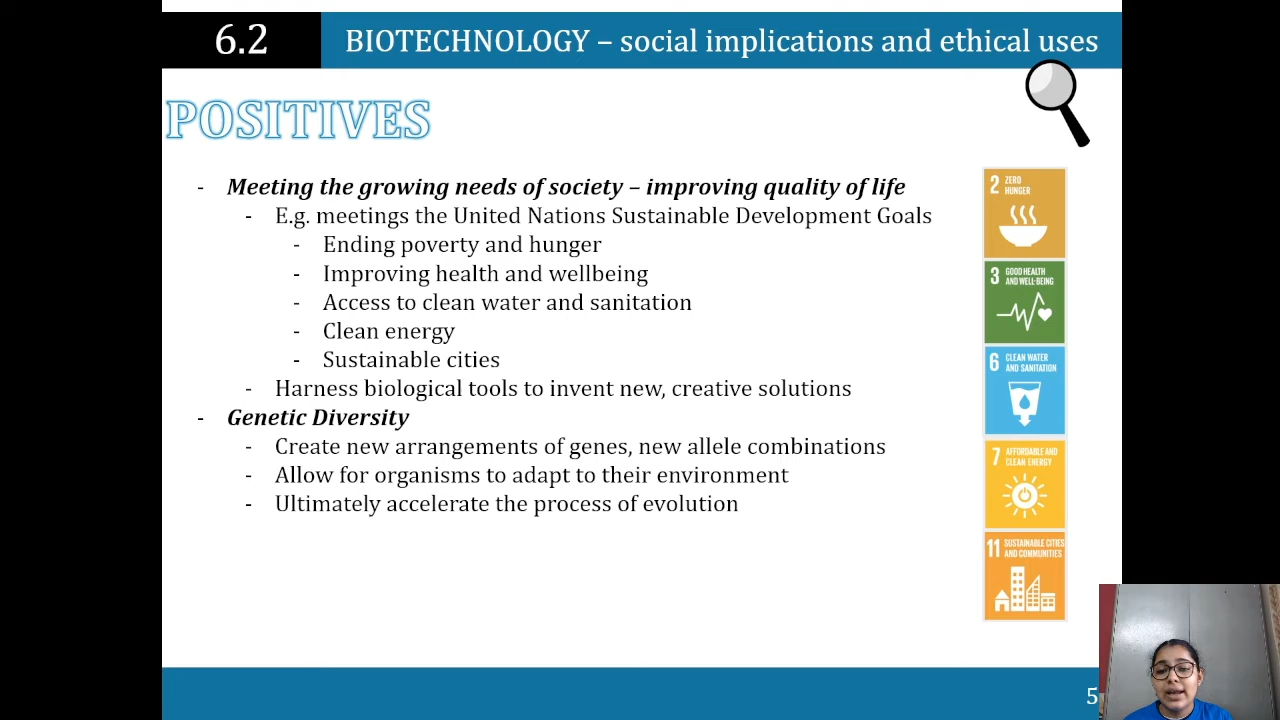 6.2
BIOTECHNOLOGY – social implications and ethical uses
POSITIVES
- Meeting the growing needs of society – improving quality of life
- E.g. meetings the United Nations Sustainable Development Goals
- Ending poverty and hunger
- Improving health and wellbeing
- Access to clean water and sanitation
- Clean energy
- Sustainable cities
- Harness biological tools to invent new, creative solutions
- Genetic Diversity
- Create new arrangements of genes, new allele combinations
- Allow for organisms to adapt to their environment
- Ultimately accelerate the process of evolution
2 ZERO
HUNGER
3 GOOD HEALTH
AND WELL-BEING
6 CLEAN WATER
AND SANITATION
7 AFFORDABLE AND
CLEAN ENERGY
11 SUSTAINABLE CITIES
AND COMMUNITIES
5